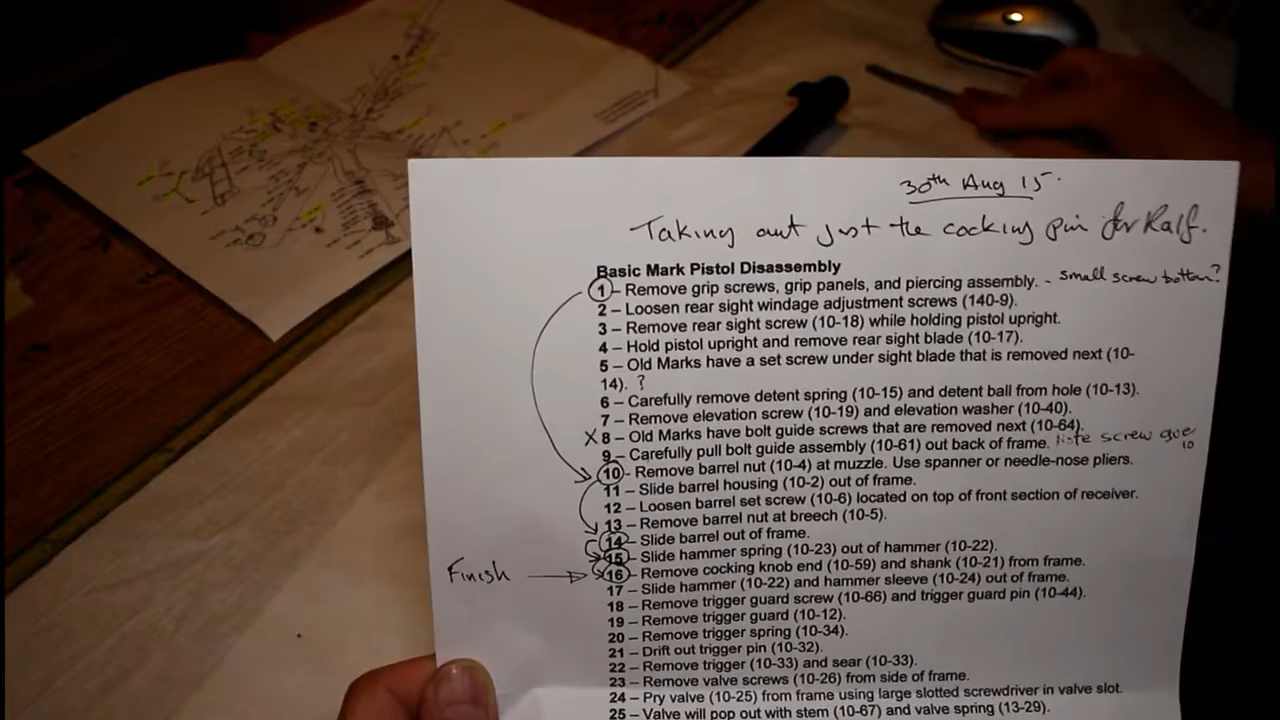 30th Aug 15.
Taking out just the cocking pin for Ralf.
Basic Mark Pistol Disassembly
1 – Remove grip screws, grip panels, and piercing assembly. - small screw bottom?
2 – Loosen rear sight windage adjustment screws (140-9).
3 – Remove rear sight screw (10-18) while holding pistol upright.
4 – Hold pistol upright and remove rear sight blade (10-17).
5 – Old Marks have a set screw under sight blade that is removed next (10-
14). ?
6 – Carefully remove detent spring (10-15) and detent ball from hole (10-13).
7 – Remove elevation screw (10-19) and elevation washer (10-40).
X 8 – Old Marks have bolt guide screws that are removed next (10-64).
9 – Carefully pull bolt guide assembly (10-61) out back of frame. Note screw goes
10
10 - Remove barrel nut (10-4) at muzzle. Use spanner or needle-nose pliers.
11 – Slide barrel housing (10-2) out of frame.
12 – Loosen barrel set screw (10-6) located on top of front section of receiver.
13 – Remove barrel nut at breech (10-5).
14 – Slide barrel out of frame.
15 – Slide hammer spring (10-23) out of hammer (10-22).
Finish → 16 – Remove cocking knob end (10-59) and shank (10-21) from frame.
17 – Slide hammer (10-22) and hammer sleeve (10-24) out of frame.
18 – Remove trigger guard screw (10-66) and trigger guard pin (10-44).
19 – Remove trigger guard (10-12).
20 – Remove trigger spring (10-34).
21 – Drift out trigger pin (10-32).
22 – Remove trigger (10-33) and sear (10-33).
23 – Remove valve screws (10-26) from side of frame.
24 – Pry valve (10-25) from frame using large slotted screwdriver in valve slot.
25 – Valve will pop out with stem (10-67) and valve spring (13-29).